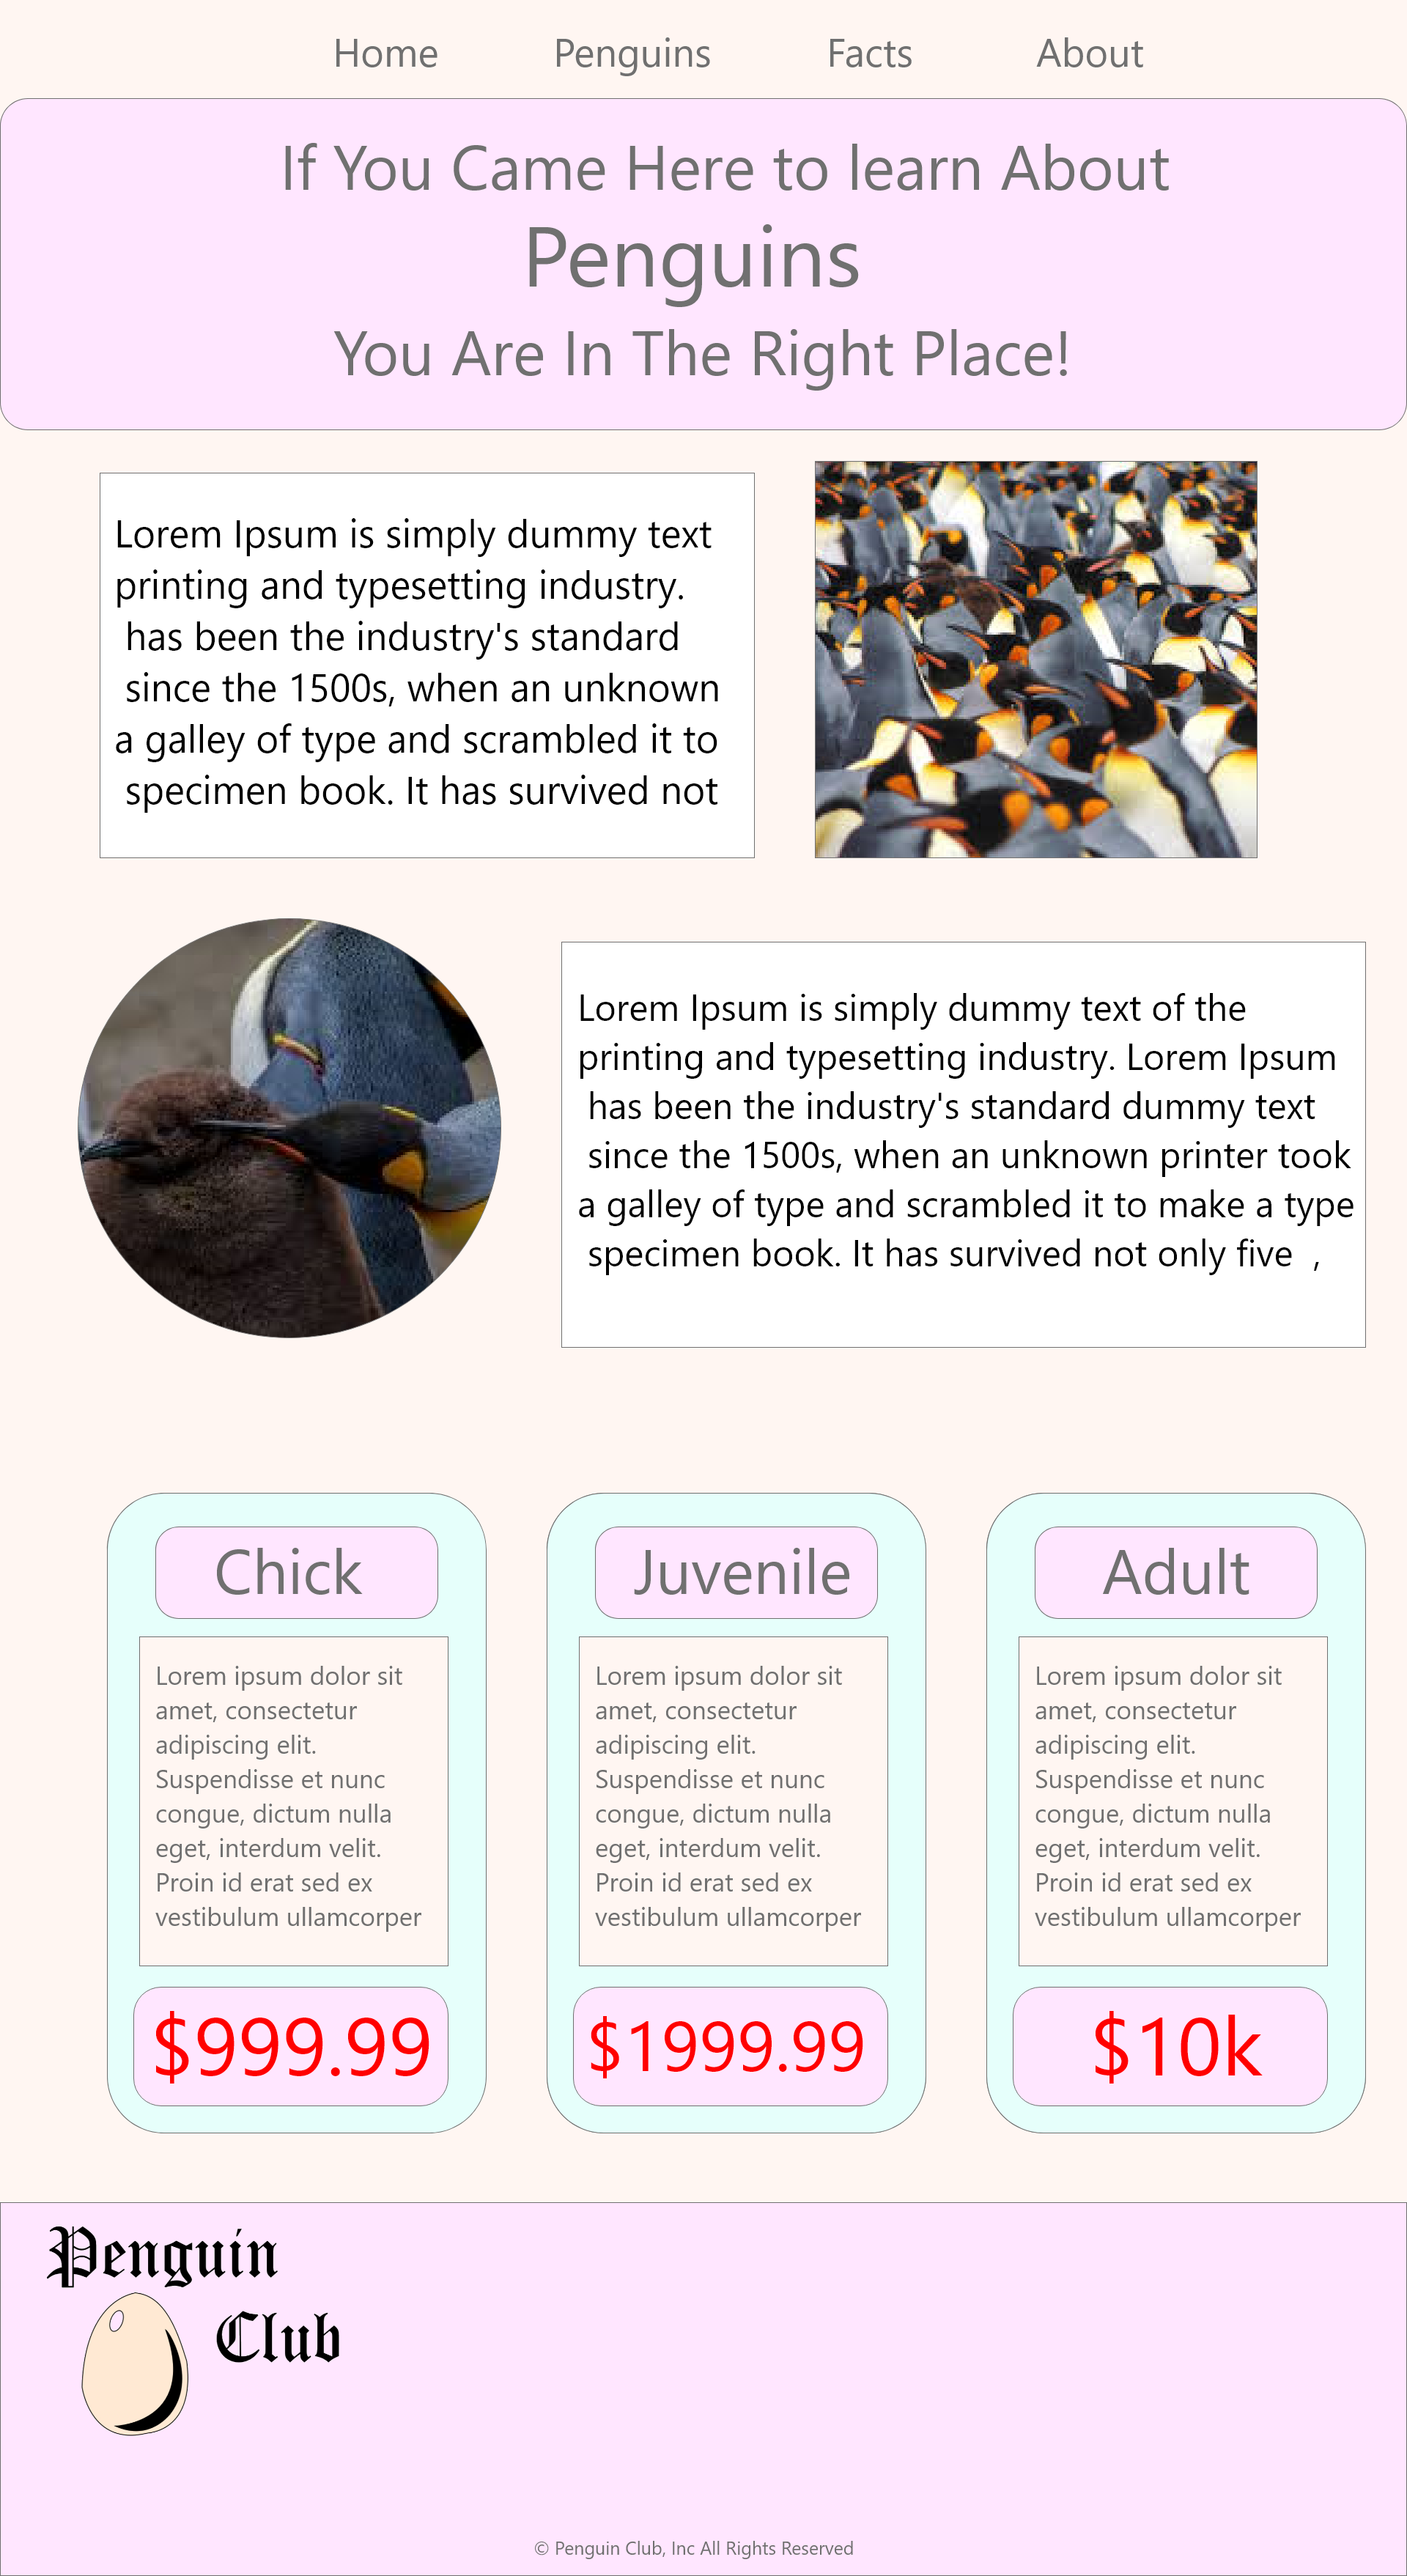 Home Penguins Facts About
If You Came Here to learn About
Penguins
You Are In The Right Place!
Lorem Ipsum is simply dummy text
printing and typesetting industry.
has been the industry's standard
since the 1500s, when an unknown
a galley of type and scrambled it to
specimen book. It has survived not
Lorem Ipsum is simply dummy text of the
printing and typesetting industry. Lorem Ipsum
has been the industry's standard dummy text
since the 1500s, when an unknown printer took
a galley of type and scrambled it to make a type
specimen book. It has survived not only five ,
Chick
Lorem ipsum dolor sit
amet, consectetur
adipiscing elit.
Suspendisse et nunc
congue, dictum nulla
eget, interdum velit.
Proin id erat sed ex
vestibulum ullamcorper
$999.99
Juvenile
Lorem ipsum dolor sit
amet, consectetur
adipiscing elit.
Suspendisse et nunc
congue, dictum nulla
eget, interdum velit.
Proin id erat sed ex
vestibulum ullamcorper
$1999.99
Adult
Lorem ipsum dolor sit
amet, consectetur
adipiscing elit.
Suspendisse et nunc
congue, dictum nulla
eget, interdum velit.
Proin id erat sed ex
vestibulum ullamcorper
$10k
Penguin
Club
© Penguin Club, Inc All Rights Reserved